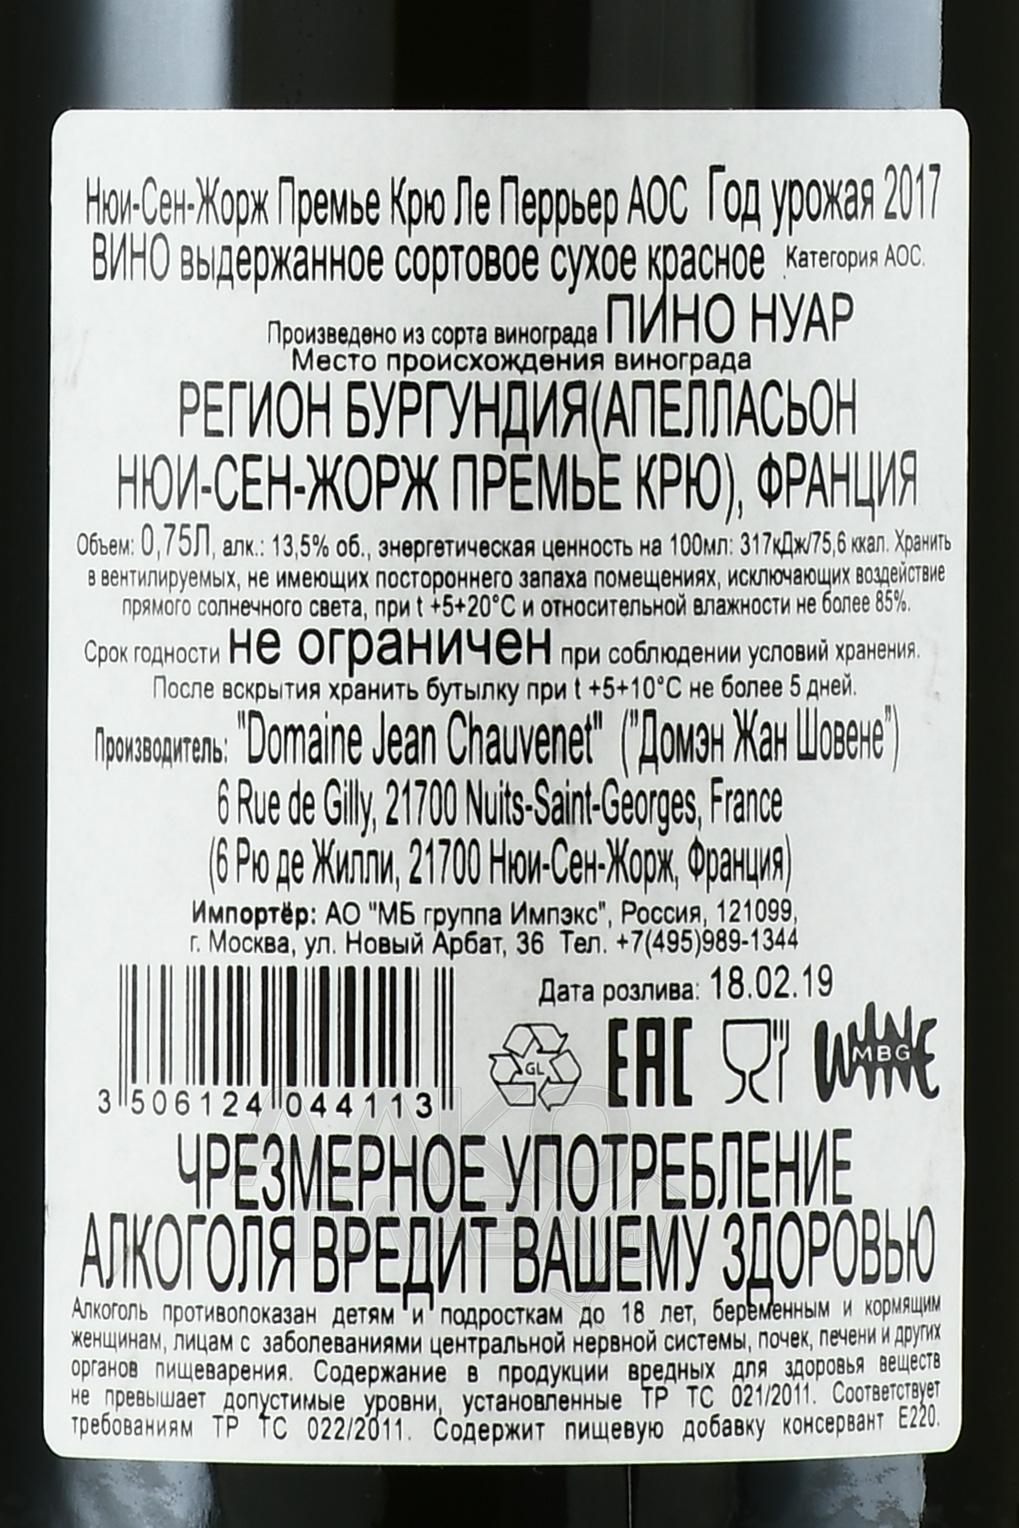 Нюи-Сен-Жорж Премье Крю Ле Перрьер АОС Год урожая 2017
ВИНО выдержанное сортовое сухое красное Категория АОС.
Произведено из сорта винограда ПИНО НУАР
Место происхождения винограда
РЕГИОН БУРГУНДИЯ(АПЕЛЛАСЬОН
НЮИ-СЕН-ЖОРЖ ПРЕМЬЕ КРЮ), ФРАНЦИЯ
Объем: 0,75Л, алк.: 13,5% об., энергетическая ценность на 100мл: 317кДж/75,6 ккал. Хранить
в вентилируемых, не имеющих постороннего запаха помещениях, исключающих воздействие
прямого солнечного света, при t +5+20°С и относительной влажности не более 85%.
Срок годности не ограничен при соблюдении условий хранения.
После вскрытия хранить бутылку при t +5+10°С не более 5 дней.
Производитель: "Domaine Jean Chauvenet" ("Домэн Жан Шовене")
6 Rue de Gilly, 21700 Nuits-Saint-Georges, France
(6 Рю де Жилли, 21700 Нюи-Сен-Жорж, Франция)
Импортёр: АО "МБ группа Импэкс", Россия, 121099,
г. Москва, ул. Новый Арбат, 36 Тел. +7(495)989-1344
Дата розлива: 18.02.19
GL EAC WINE MBG
3 506124 044113
ЧРЕЗМЕРНОЕ УПОТРЕБЛЕНИЕ
АЛКОГОЛЯ ВРЕДИТ ВАШЕМУ ЗДОРОВЬЮ
Алкоголь противопоказан детям и подросткам до 18 лет, беременным и кормящим
женщинам, лицам с заболеваниями центральной нервной системы, почек, печени и других
органов пищеварения. Содержание в продукции вредных для здоровья веществ
не превышает допустимые уровни, установленные ТР ТС 021/2011. Соответствует
требованиям ТР ТС 022/2011. Содержит пищевую добавку консервант Е220.